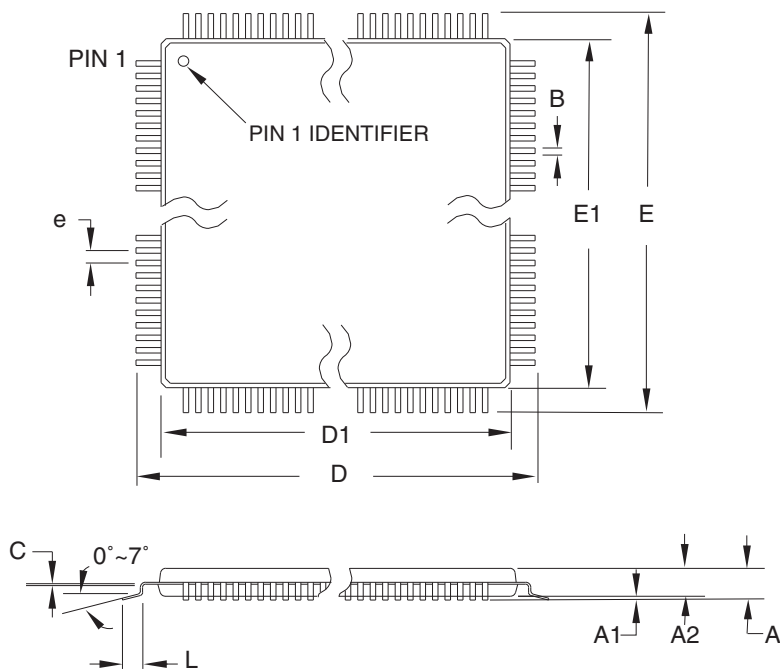 PIN 1
PIN 1 IDENTIFIER
B
e
E1
E
D1
D
C
0°~7°
L
A1
A2
A